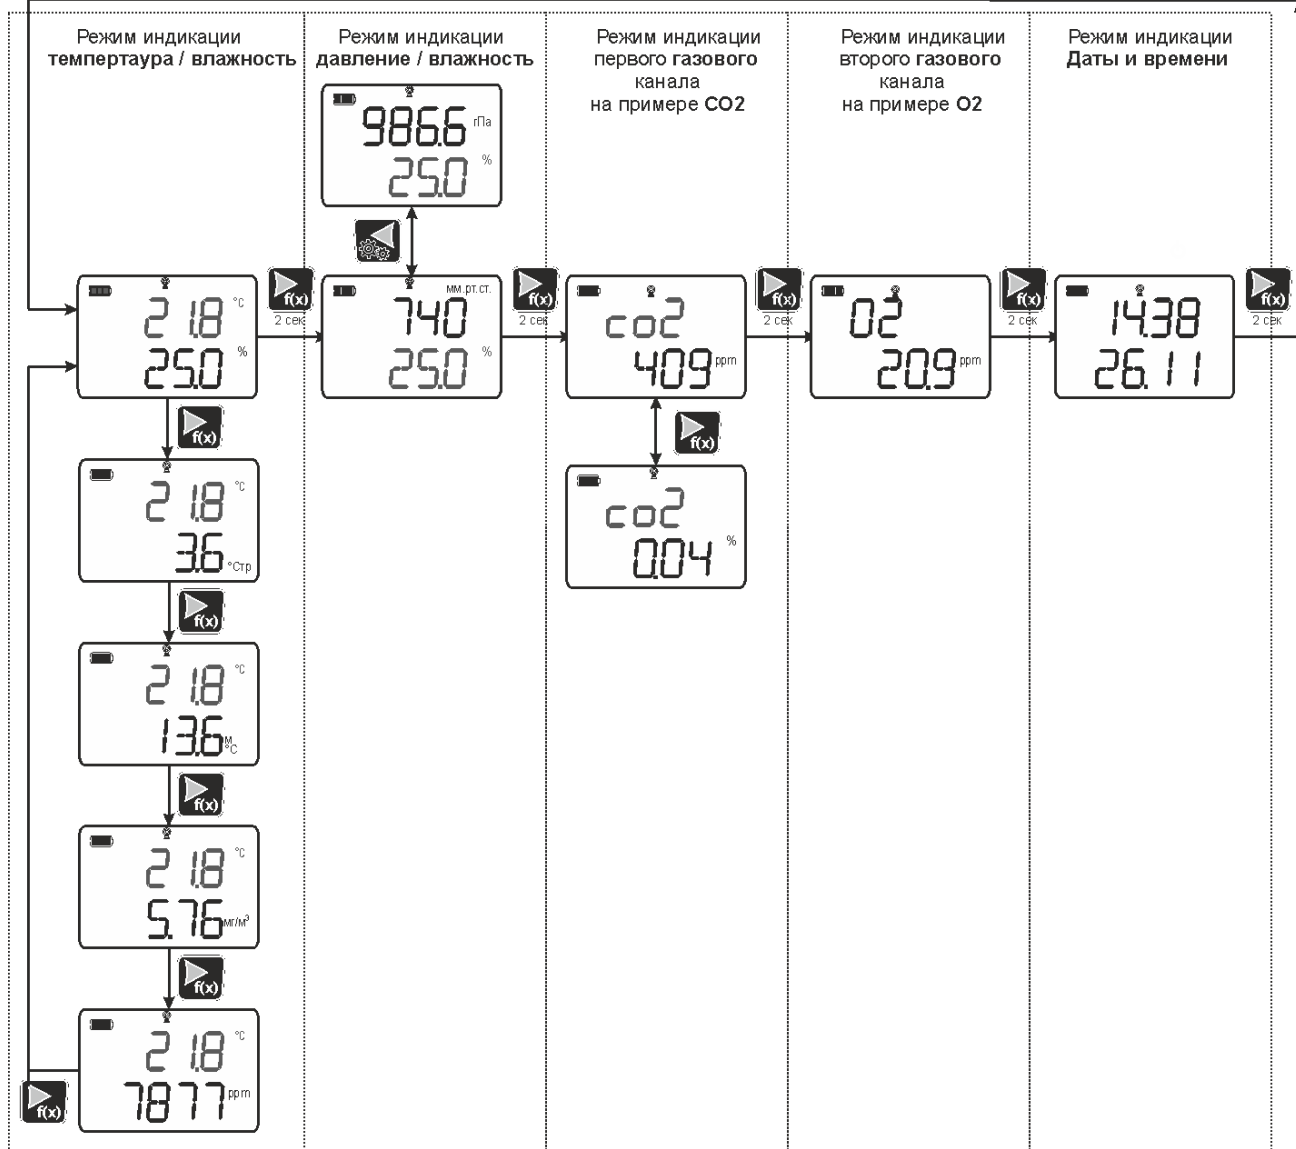 Режим индикации
темпертаура / влажность
Режим индикации
давление / влажность
Режим индикации
первого газового
канала
на примере CO2
Режим индикации
второго газового
канала
на примере O2
Режим индикации
Даты и времени
986.6 гПа
25.0 %
21.8 °C
25.0 %
f(x)
2 сек
мм.рт.ст.
740
25.0 %
f(x)
2 сек
co2
409 ppm
f(x)
2 сек
02
20.9 ppm
f(x)
2 сек
14.38
26.11
f(x)
2 сек
f(x)
21.8 °C
3.6 °Cтр
f(x)
21.8 °C
13.6 м °C
f(x)
21.8 °C
5.76 мг/м³
f(x)
21.8 °C
7877 ppm
f(x)
f(x)
co2
0.04 %